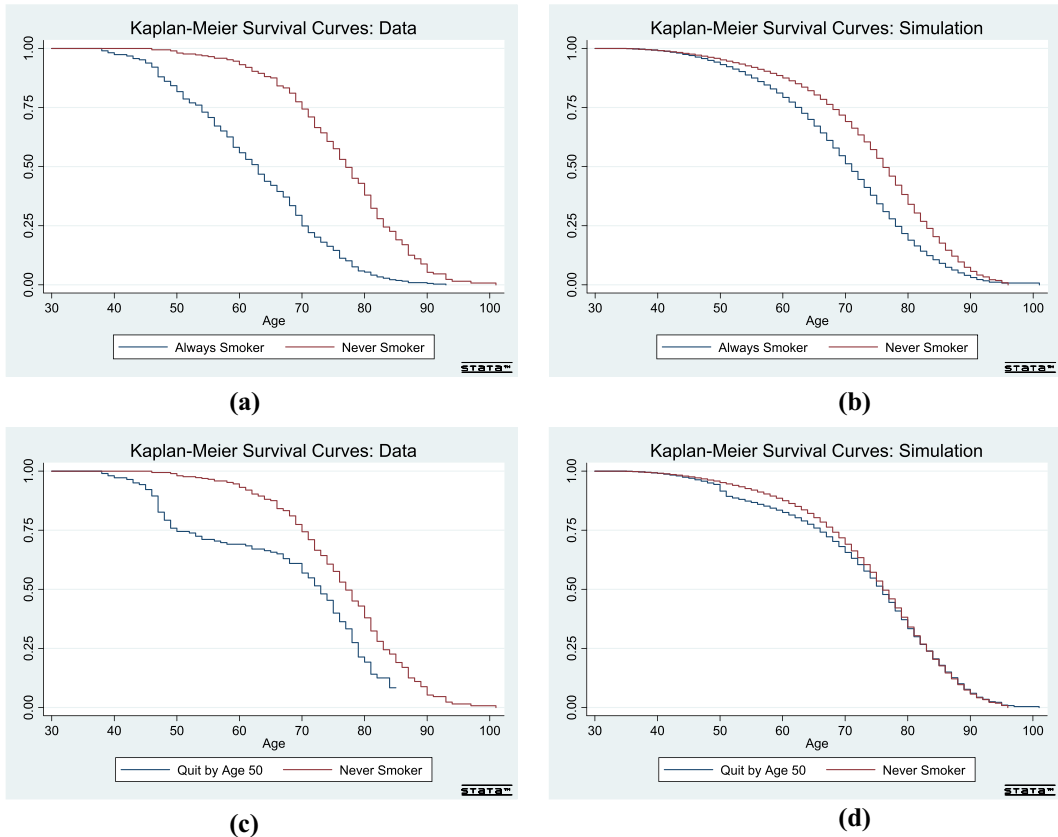 Kaplan-Meier Survival Curves: Data
1.00
0.75
0.50
0.25
0.00
30 40 50 60 70 80 90 100
Age
Always Smoker Never Smoker
STATA™
(a)
Kaplan-Meier Survival Curves: Simulation
1.00
0.75
0.50
0.25
0.00
30 40 50 60 70 80 90 100
Age
Always Smoker Never Smoker
STATA™
(b)
Kaplan-Meier Survival Curves: Data
1.00
0.75
0.50
0.25
0.00
30 40 50 60 70 80 90 100
Age
Quit by Age 50 Never Smoker
STATA™
(c)
Kaplan-Meier Survival Curves: Simulation
1.00
0.75
0.50
0.25
0.00
30 40 50 60 70 80 90 100
Age
Quit by Age 50 Never Smoker
STATA™
(d)